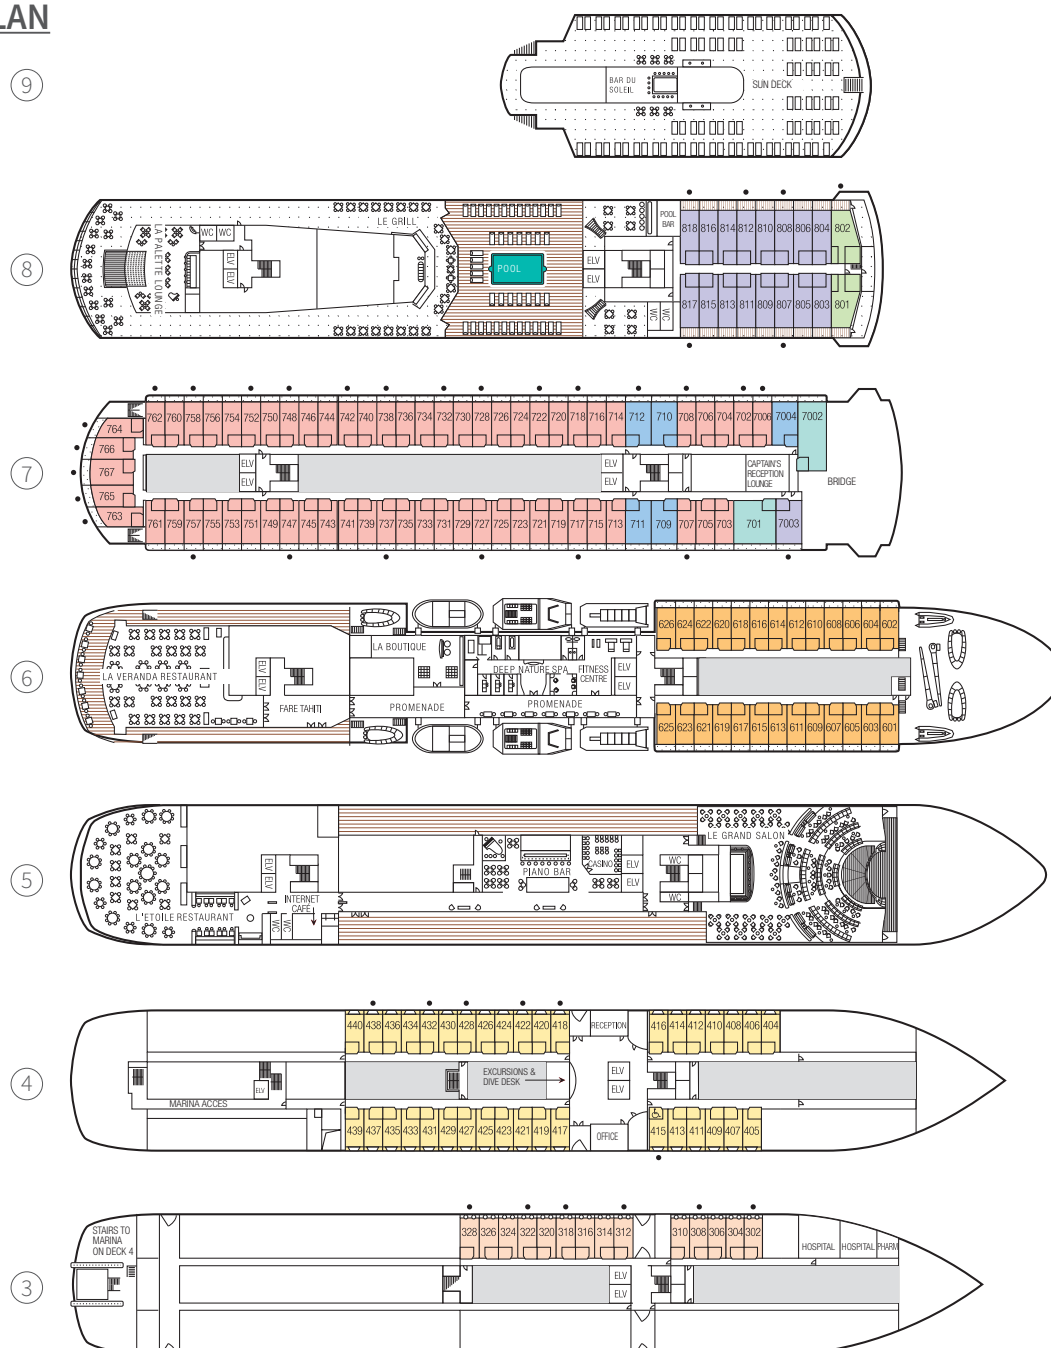 LAN
9
BAR DU
SOLEIL
SUN DECK
8
LA PALETTE LOUNGE
WC WC
ELV
ELV
LE GRILL
POOL
ELV
ELV
POOL
BAR
WC
WC
818 816 814 812 810 808 806 804 802
817 815 813 811 809 807 805 803 801
7
762 760 758 756 754 752 750 748 746 744 742 740 738 736 734 732 730 728 726 724 722 720 718 716 714 712 710 708 706 704 702 7006 7004 7002
764
766
767
765
763
ELV
ELV
ELV
ELV
CAPTAIN'S
RECEPTION
LOUNGE
BRIDGE
761 759 757 755 753 751 749 747 745 743 741 739 737 735 733 731 729 727 725 723 721 719 717 715 713 711 709 707 705 703 701 7003
6
LA VERANDA RESTAURANT
ELV
ELV
FARE TAHITI
LA BOUTIQUE
PROMENADE
DEEP NATURE SPA
PROMENADE
FITNESS
CENTRE
ELV
ELV
626 624 622 620 618 616 614 612 610 608 606 604 602
625 623 621 619 617 615 613 611 609 607 605 603 601
5
L'ETOILE RESTAURANT
ELV
ELV
INTERNET
CAFÉ
WC
WC
PIANO BAR
CASINO
ELV
ELV
WC
WC
LE GRAND SALON
4
440 438 436 434 432 430 428 426 424 422 420 418
RECEPTION
416 414 412 410 408 406 404
ELV
MARINA ACCES
EXCURSIONS &
DIVE DESK
ELV
ELV
439 437 435 433 431 429 427 425 423 421 419 417
OFFICE
415 413 411 409 407 405
3
STAIRS TO
MARINA
ON DECK 4
328 326 324 322 320 318 316 314 312
310 308 306 304 302
HOSPITAL HOSPITAL PHARM
ELV
ELV